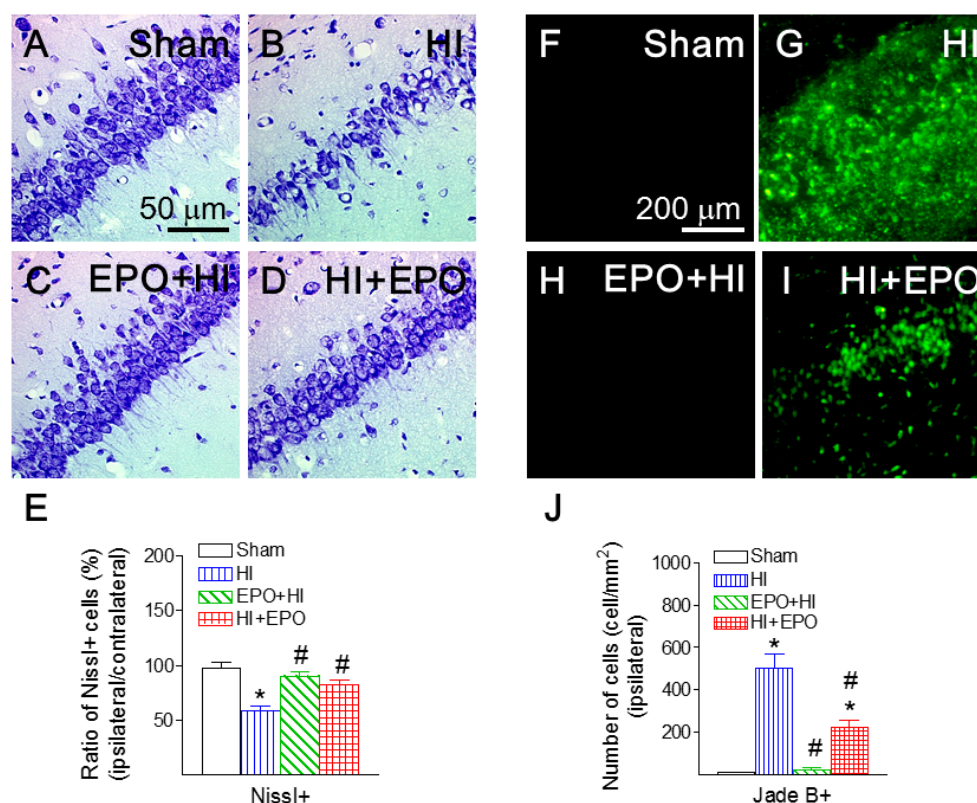 A Sham
B HI
F Sham
G HI
50 μm
200 μm
C EPO+HI
D HI+EPO
H EPO+HI
I HI+EPO
E
Ratio of Nissl+ cells (%)
(ipsilateral/contralateral)
200
150
100
50
Sham
HI
EPO+HI
HI+EPO
*
#
#
Nissl+
J
Number of cells (cell/mm²)
(ipsilateral)
1000
800
600
400
200
Sham
HI
EPO+HI
HI+EPO
*
#
#
*
Jade B+